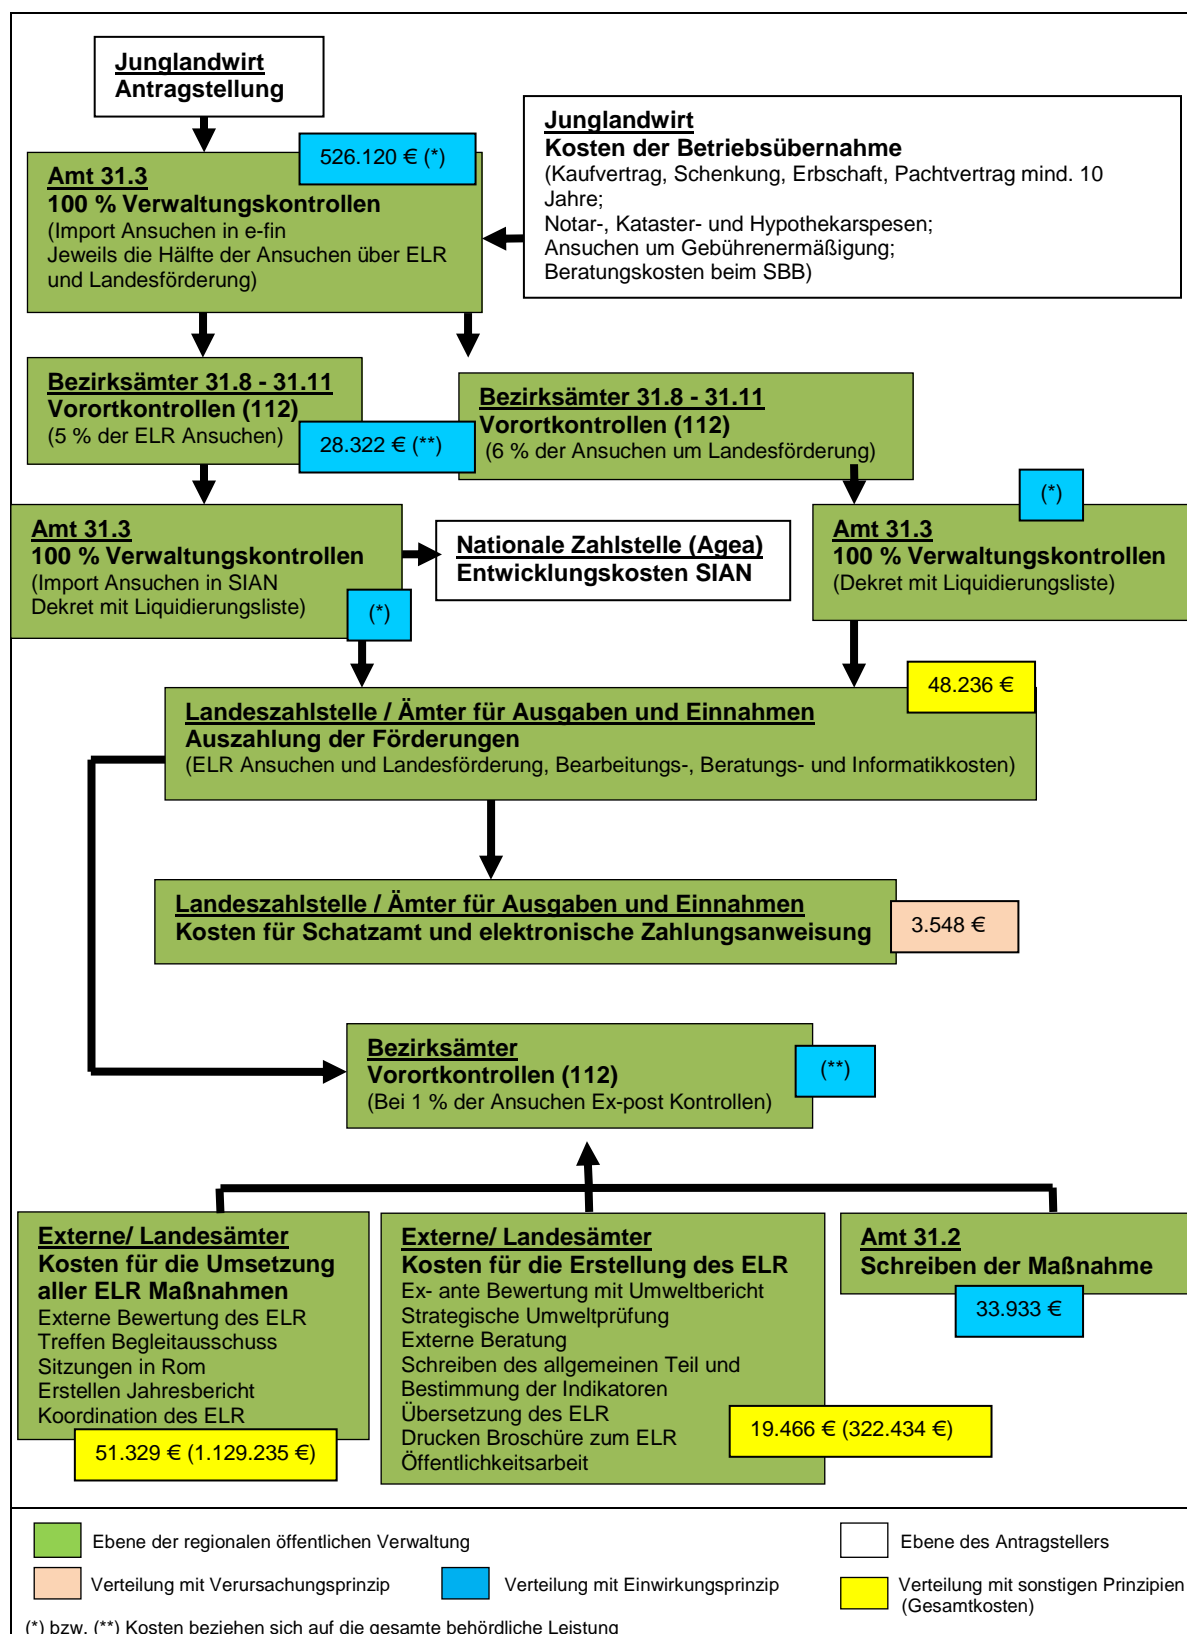 Junglandwirt
Antragstellung
Junglandwirt
Kosten der Betriebsübernahme
(Kaufvertrag, Schenkung, Erbschaft, Pachtvertrag mind. 10
Jahre;
Notar-, Kataster- und Hypothekarspesen;
Ansuchen um Gebührenermäßigung;
Beratungskosten beim SBB)
526.120 € (*)
Amt 31.3
100 % Verwaltungskontrollen
(Import Ansuchen in e-fin
Jeweils die Hälfte der Ansuchen über ELR
und Landesförderung)
Bezirksämter 31.8 - 31.11
Vorortkontrollen (112)
(5 % der ELR Ansuchen)
28.322 € (**)
Bezirksämter 31.8 - 31.11
Vorortkontrollen (112)
(6 % der Ansuchen um Landesförderung)
Amt 31.3
100 % Verwaltungskontrollen
(Import Ansuchen in SIAN
Dekret mit Liquidierungsliste)
(*)
Nationale Zahlstelle (Agea)
Entwicklungskosten SIAN
(*)
Amt 31.3
100 % Verwaltungskontrollen
(Dekret mit Liquidierungsliste)
48.236 €
Landeszahlstelle / Ämter für Ausgaben und Einnahmen
Auszahlung der Förderungen
(ELR Ansuchen und Landesförderung, Bearbeitungs-, Beratungs- und Informatikkosten)
Landeszahlstelle / Ämter für Ausgaben und Einnahmen
Kosten für Schatzamt und elektronische Zahlungsanweisung
3.548 €
Bezirksämter
Vorortkontrollen (112)
(Bei 1 % der Ansuchen Ex-post Kontrollen)
(**)
Externe/ Landesämter
Kosten für die Umsetzung
aller ELR Maßnahmen
Externe Bewertung des ELR
Treffen Begleitausschuss
Sitzungen in Rom
Erstellen Jahresbericht
Koordination des ELR
51.329 € (1.129.235 €)
Externe/ Landesämter
Kosten für die Erstellung des ELR
Ex- ante Bewertung mit Umweltbericht
Strategische Umweltprüfung
Externe Beratung
Schreiben des allgemeinen Teil und
Bestimmung der Indikatoren
Übersetzung des ELR
Drucken Broschüre zum ELR
Öffentlichkeitsarbeit
19.466 € (322.434 €)
Amt 31.2
Schreiben der Maßnahme
33.933 €
Ebene der regionalen öffentlichen Verwaltung
Ebene des Antragstellers
Verteilung mit Verursachungsprinzip
Verteilung mit Einwirkungsprinzip
Verteilung mit sonstigen Prinzipien
(Gesamtkosten)
(*) bzw. (**) Kosten beziehen sich auf die gesamte behördliche Leistung